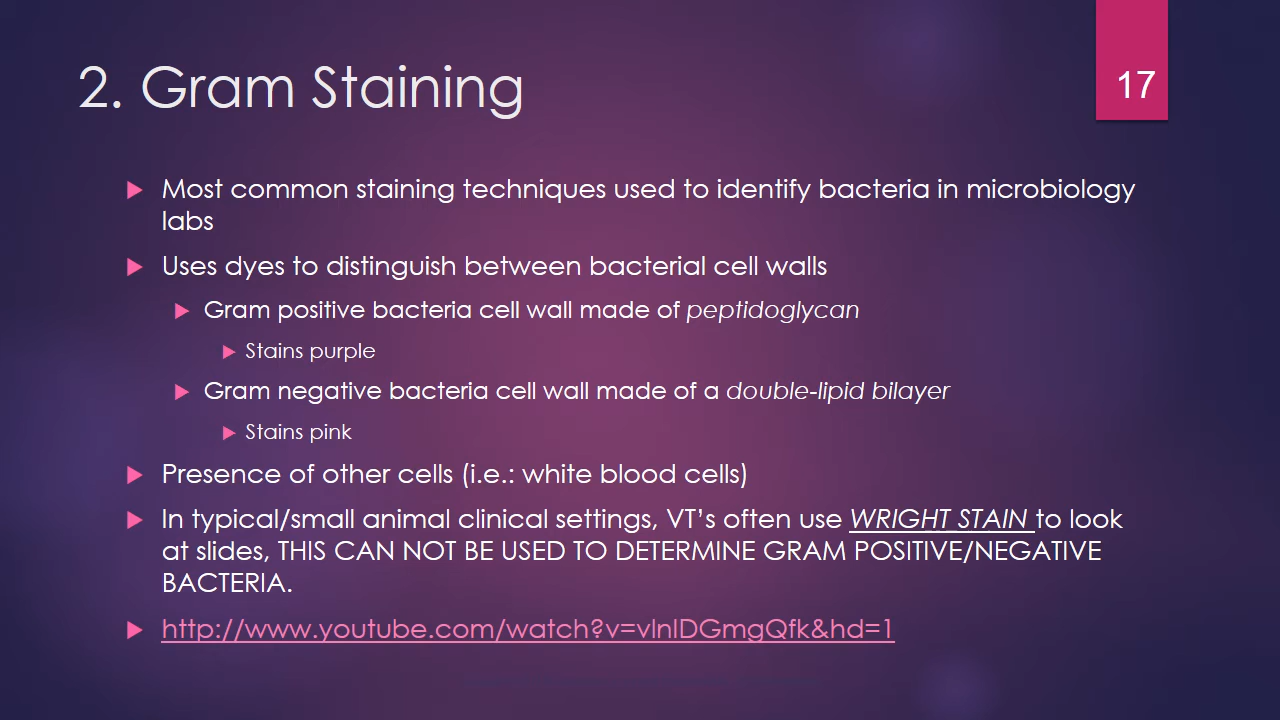 2. Gram Staining
17
Most common staining techniques used to identify bacteria in microbiology
labs
Uses dyes to distinguish between bacterial cell walls
Gram positive bacteria cell wall made of peptidoglycan
Stains purple
Gram negative bacteria cell wall made of a double-lipid bilayer
Stains pink
Presence of other cells (i.e.: white blood cells)
In typical/small animal clinical settings, VT's often use WRIGHT STAIN to look
at slides, THIS CAN NOT BE USED TO DETERMINE GRAM POSITIVE/NEGATIVE
BACTERIA.
http://www.youtube.com/watch?v=vlnlDGmgQfk&hd=1